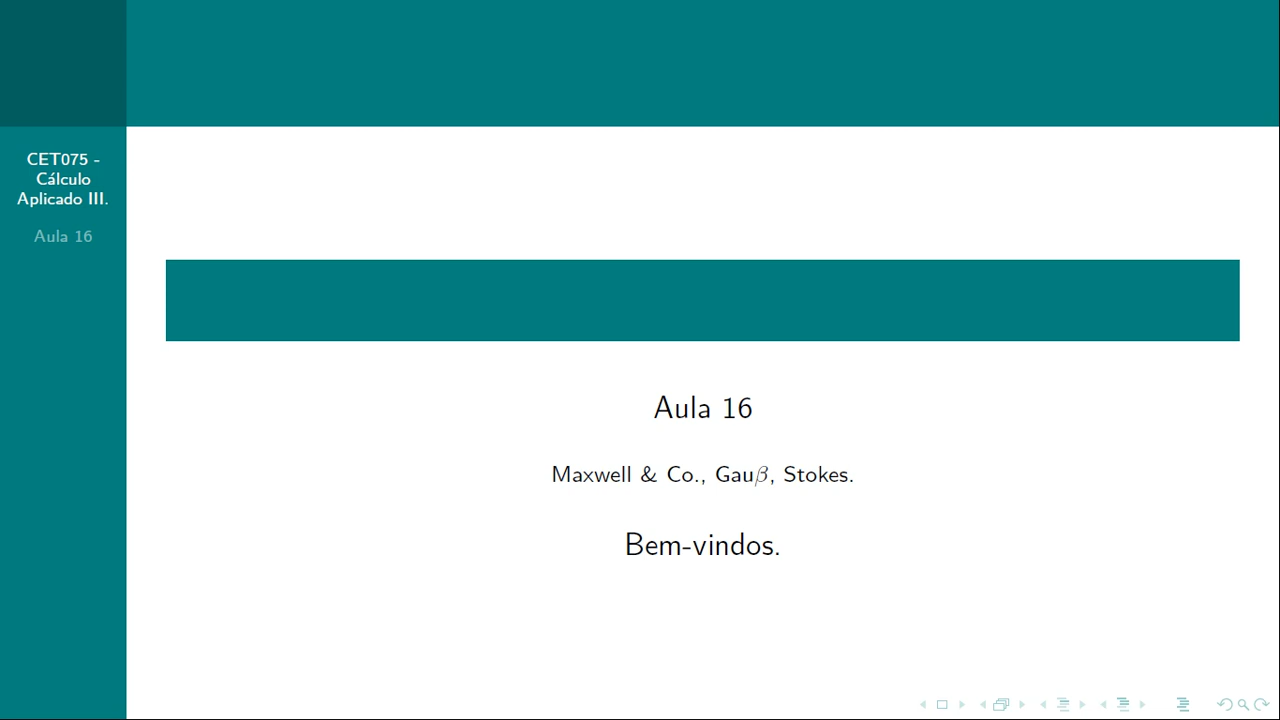 CET075 -
Cálculo
Aplicado III.
Aula 16
Aula 16
Maxwell & Co., Gauβ, Stokes.
Bem-vindos.